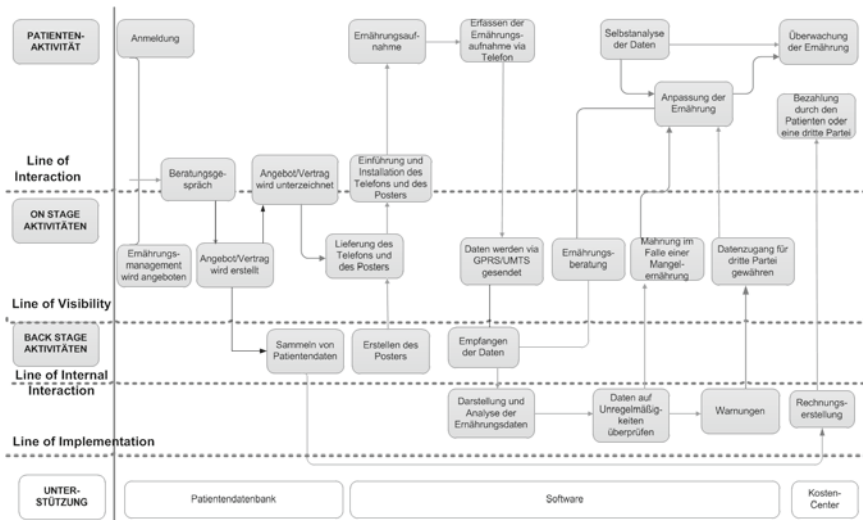 PATIENTEN-
AKTIVITÄT
Anmeldung
Ernährungsauf-
nahme
Erfassen der
Ernährungs-
aufnahme via
Telefon
Selbstanalyse
der Daten
Überwachung
der Ernährung
Anpassung der
Ernährung
Bezahlung
durch den
Patienten oder
eine dritte Partei
Line of
Interaction
Beratungsge-
spräch
Angebot/Vertrag
wird unterzeichnet
Einführung und
Installation des
Telefons und des
Posters
ON STAGE
AKTIVITÄTEN
Ernährungs-
management
wird angeboten
Angebot/Vertrag
wird erstellt
Lieferung des
Telefons und
des Posters
Daten werden via
GPRS/UMTS
gesendet
Ernährungs-
beratung
Mahnung im
Falle einer
Mangel-
ernährung
Datenzugang für
dritte Partei
gewähren
Line of Visibility
BACK STAGE
AKTIVITÄTEN
Sammeln von
Patientendaten
Erstellen des
Posters
Empfangen
der Daten
Line of Internal
Interaction
Darstellung und
Analyse der
Ernährungsdaten
Daten auf
Unregelmäßig-
keiten
überprüfen
Warnungen
Rechnungs-
erstellung
Line of Implementation
UNTER-
STÜTZUNG
Patientendatenbank
Software
Kosten-
Center